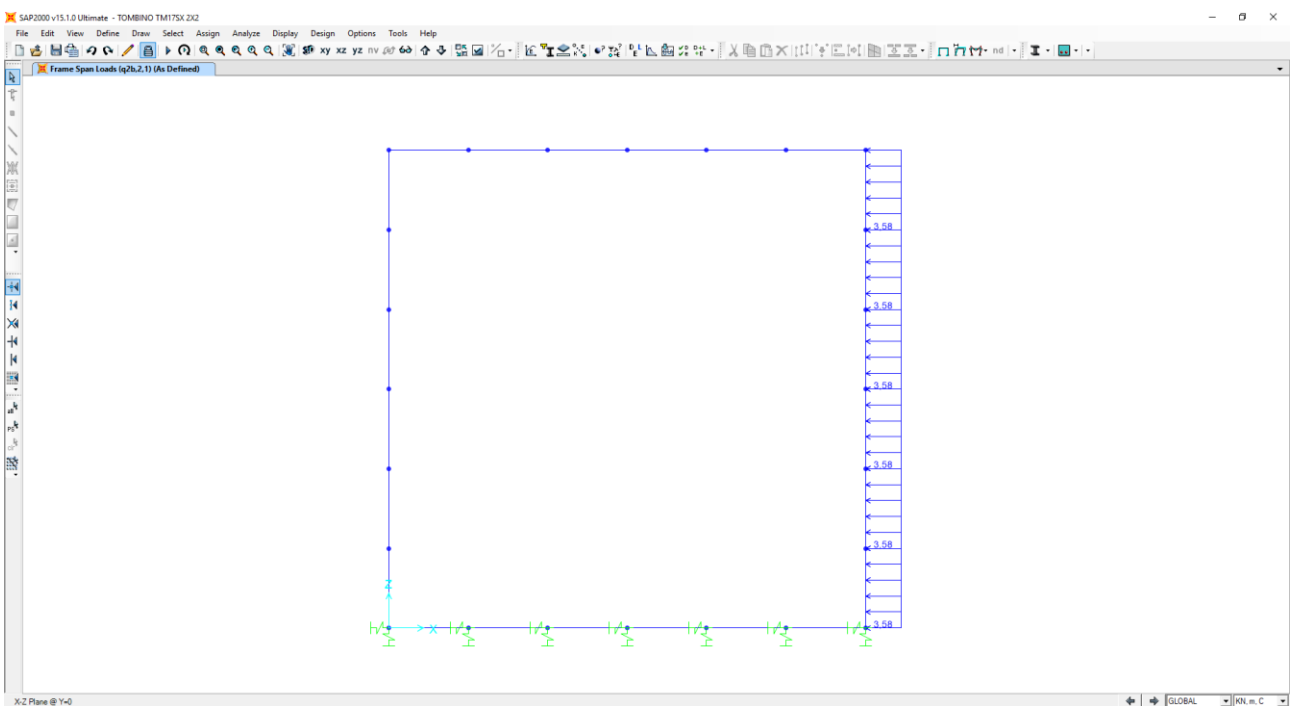 SAP2000 v15.1.0 Ultimate - TOMBINO TM17SX 2X2
File Edit View Define Draw Select Assign Analyze Display Design Options Tools Help
xy xz yz nv nd
Frame Span Loads (q2b,2,1) (As Defined)
3.58
3.58
3.58
3.58
3.58
X 3.58
X-Z Plane @ Y=0 GLOBAL KN, m, C